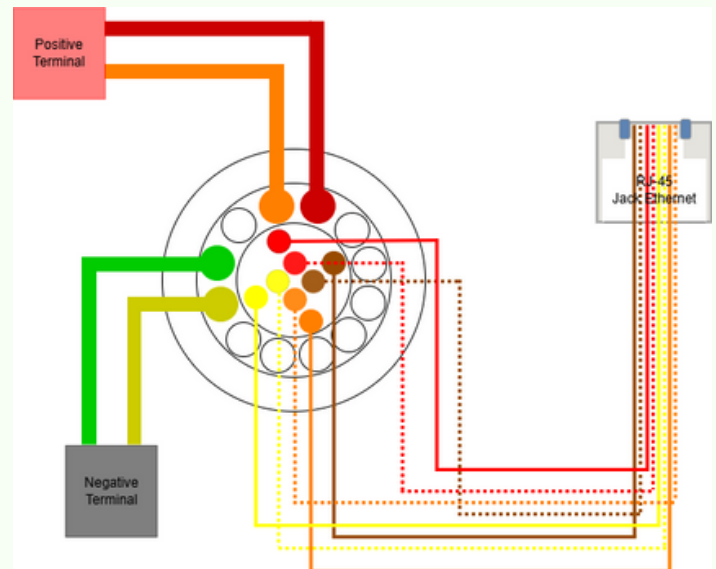 Positive
Terminal
RJ-45
Jack Ethernet
Negative
Terminal